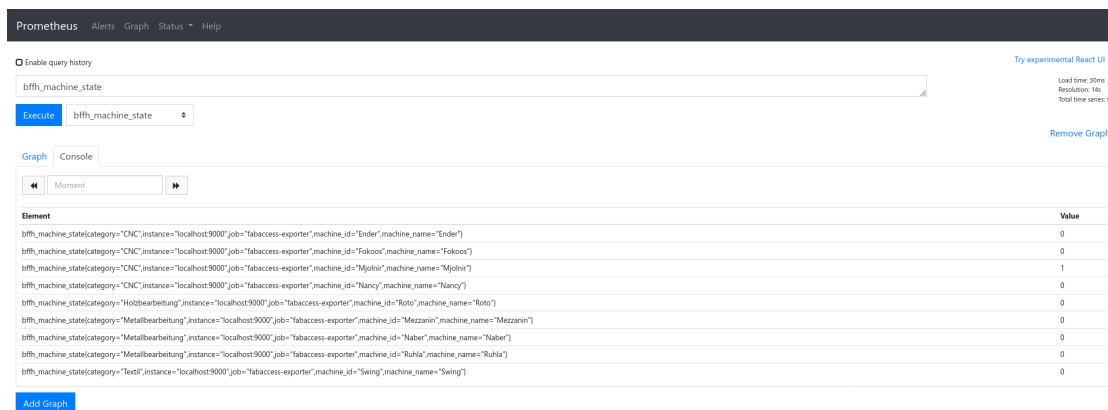 Prometheus Alerts Graph Status Help
Enable query history
Try experimental React UI
bffh_machine_state
Load time: 30ms
Resolution: 14s
Total time series:
Execute bffh_machine_state
Remove Graph
Graph Console
Moment
Element Value
bffh_machine_state{category="CNC",instance="localhost:9000",job="fabaccess-exporter",machine_id="Ender",machine_name="Ender"} 0
bffh_machine_state{category="CNC",instance="localhost:9000",job="fabaccess-exporter",machine_id="Fokoos",machine_name="Fokoos"} 0
bffh_machine_state{category="CNC",instance="localhost:9000",job="fabaccess-exporter",machine_id="Mjolnir",machine_name="Mjolnir"} 1
bffh_machine_state{category="CNC",instance="localhost:9000",job="fabaccess-exporter",machine_id="Nancy",machine_name="Nancy"} 0
bffh_machine_state{category="Holzbearbeitung",instance="localhost:9000",job="fabaccess-exporter",machine_id="Roto",machine_name="Roto"} 0
bffh_machine_state{category="Metallbearbeitung",instance="localhost:9000",job="fabaccess-exporter",machine_id="Mezzanin",machine_name="Mezzanin"} 0
bffh_machine_state{category="Metallbearbeitung",instance="localhost:9000",job="fabaccess-exporter",machine_id="Naber",machine_name="Naber"} 0
bffh_machine_state{category="Metallbearbeitung",instance="localhost:9000",job="fabaccess-exporter",machine_id="Ruhla",machine_name="Ruhla"} 0
bffh_machine_state{category="Textil",instance="localhost:9000",job="fabaccess-exporter",machine_id="Swing",machine_name="Swing"} 0
Add Graph